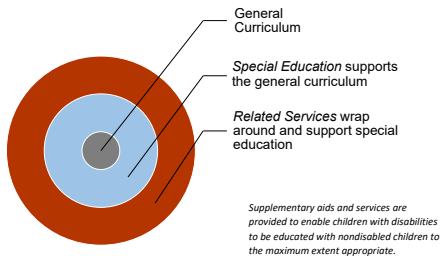 General
Curriculum
Special Education supports
the general curriculum
Related Services wrap
around and support special
education
Supplementary aids and services are
provided to enable children with disabilities
to be educated with nondisabled children to
the maximum extent appropriate.